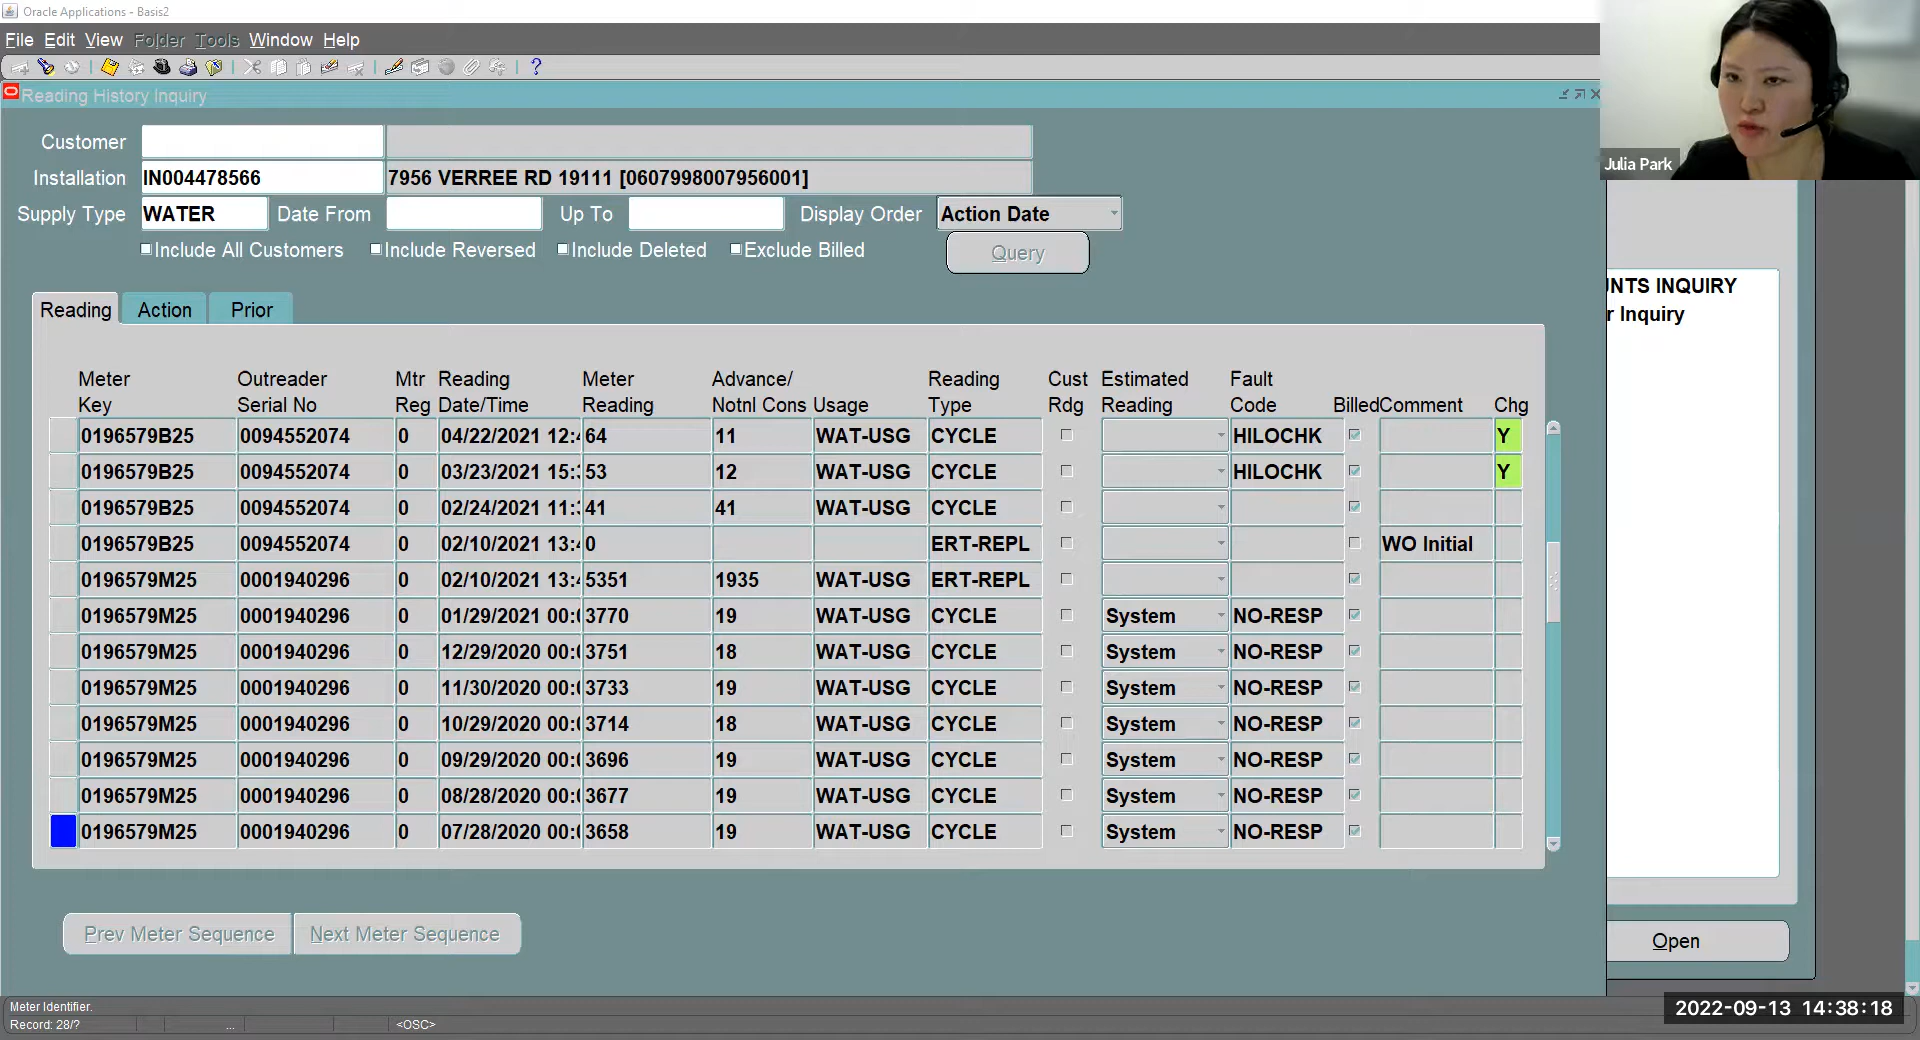 Oracle Applications - Basis2
File Edit View Folder Tools Window Help
Reading History Inquiry
Customer
Installation IN004478566 7956 VERREE RD 19111 [0607998007956001]
Supply Type WATER Date From Up To Display Order Action Date
Include All Customers Include Reversed Include Deleted Exclude Billed Query
Reading Action Prior
Meter Outreader Mtr Reading Meter Advance/ Reading Cust Estimated Fault
Key Serial No Reg Date/Time Reading Notnl Cons Usage Type Rdg Reading Code Billed Comment Chg
0196579B25 0094552074 0 04/22/2021 12:4 64 11 WAT-USG CYCLE HILOCHK Y
0196579B25 0094552074 0 03/23/2021 15: 53 12 WAT-USG CYCLE HILOCHK Y
0196579B25 0094552074 0 02/24/2021 11: 41 41 WAT-USG CYCLE
0196579B25 0094552074 0 02/10/2021 13:4 0 ERT-REPL WO Initial
0196579M25 0001940296 0 02/10/2021 13:4 5351 1935 WAT-USG ERT-REPL
0196579M25 0001940296 0 01/29/2021 00:0 3770 19 WAT-USG CYCLE System NO-RESP
0196579M25 0001940296 0 12/29/2020 00:0 3751 18 WAT-USG CYCLE System NO-RESP
0196579M25 0001940296 0 11/30/2020 00:0 3733 19 WAT-USG CYCLE System NO-RESP
0196579M25 0001940296 0 10/29/2020 00:0 3714 18 WAT-USG CYCLE System NO-RESP
0196579M25 0001940296 0 09/29/2020 00:0 3696 19 WAT-USG CYCLE System NO-RESP
0196579M25 0001940296 0 08/28/2020 00:0 3677 19 WAT-USG CYCLE System NO-RESP
0196579M25 0001940296 0 07/28/2020 00:0 3658 19 WAT-USG CYCLE System NO-RESP
Prev Meter Sequence Next Meter Sequence
Meter Identifier.
Record: 28/? ... <OSC>
Julia Park
UNTS INQUIRY
r Inquiry
Open
2022-09-13 14:38:18